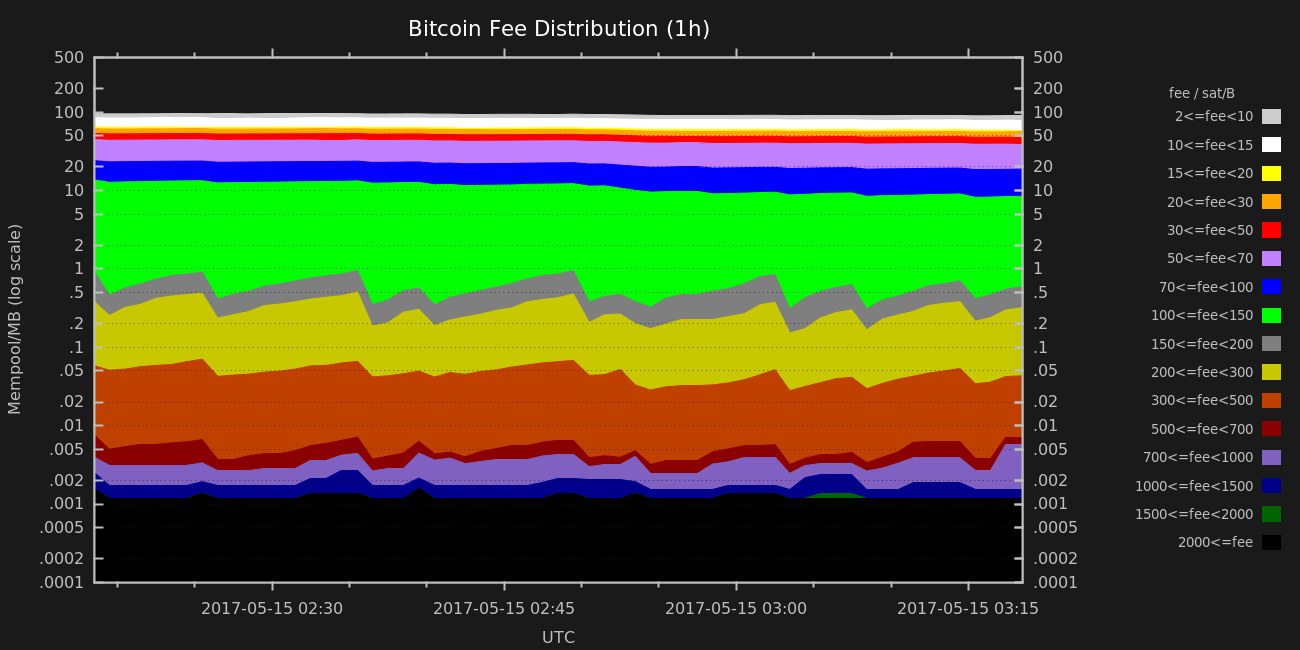 Bitcoin Fee Distribution (1h)
500 500
200 200
100 100
50 50
20 20
10 10
5 5
2 2
1 1
.5 .5
.2 .2
.1 .1
.05 .05
.02 .02
.01 .01
.005 .005
.002 .002
.001 .001
.0005 .0005
.0002 .0002
.0001 .0001
Mempool/MB (log scale)
2017-05-15 02:30 2017-05-15 02:45 2017-05-15 03:00 2017-05-15 03:15
UTC
fee / sat/B
2<=fee<10
10<=fee<15
15<=fee<20
20<=fee<30
30<=fee<50
50<=fee<70
70<=fee<100
100<=fee<150
150<=fee<200
200<=fee<300
300<=fee<500
500<=fee<700
700<=fee<1000
1000<=fee<1500
1500<=fee<2000
2000<=fee